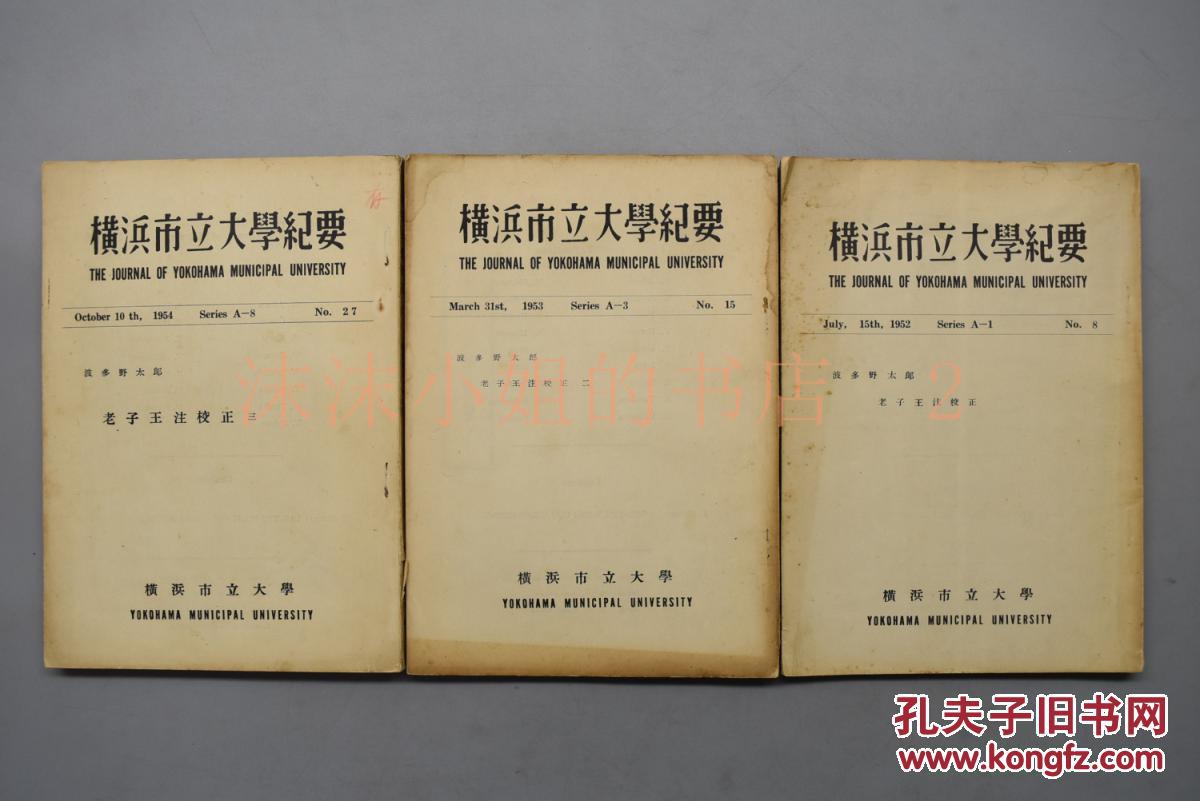 横浜市立大學紀要
THE JOURNAL OF YOKOHAMA MUNICIPAL UNIVERSITY
October 10 th, 1954 Series A-8 No. 27
波多野太郎
老子王注校正 三
横浜市立大學
YOKOHAMA MUNICIPAL UNIVERSITY
横浜市立大學紀要
THE JOURNAL OF YOKOHAMA MUNICIPAL UNIVERSITY
March 31st, 1953 Series A-3 No. 15
波多野太郎
老子王注校正 二
横浜市立大學
YOKOHAMA MUNICIPAL UNIVERSITY
横浜市立大學紀要
THE JOURNAL OF YOKOHAMA MUNICIPAL UNIVERSITY
July, 15th, 1952 Series A-1 No. 8
波多野太郎
老子王注校正
横浜市立大學
YOKOHAMA MUNICIPAL UNIVERSITY
沫沫小姐的书店 2
孔夫子旧书网
www.kongfz.com